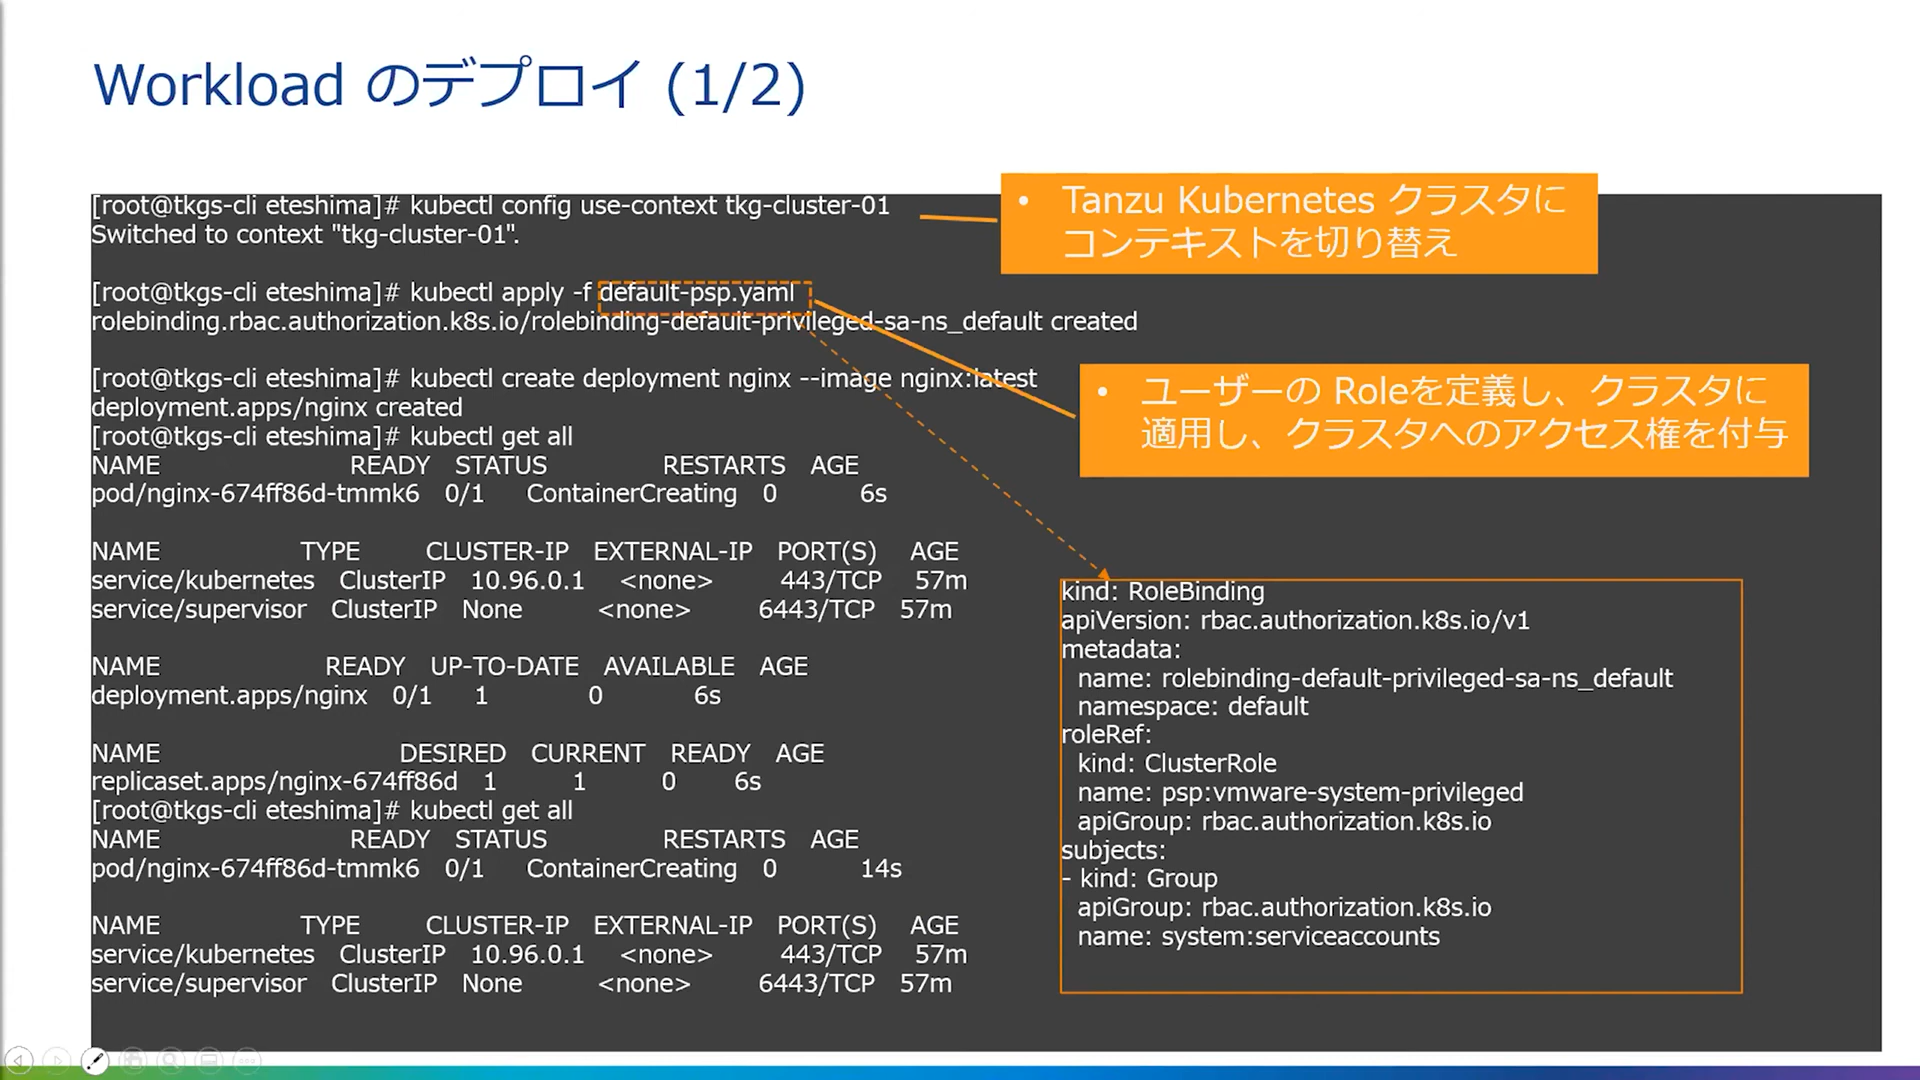 Workload のデプロイ (1/2)
[root@tkgs-cli eteshima]# kubectl config use-context tkg-cluster-01
Switched to context "tkg-cluster-01".
• Tanzu Kubernetes クラスタに
コンテキストを切り替え
[root@tkgs-cli eteshima]# kubectl apply -f default-psp.yaml
rolebinding.rbac.authorization.k8s.io/rolebinding-default-privileged-sa-ns_default created
• ユーザーの Roleを定義し、クラスタに
適用し、クラスタへのアクセス権を付与
[root@tkgs-cli eteshima]# kubectl create deployment nginx --image nginx:latest
deployment.apps/nginx created
[root@tkgs-cli eteshima]# kubectl get all
NAME READY STATUS RESTARTS AGE
pod/nginx-674ff86d-tmmk6 0/1 ContainerCreating 0 6s
NAME TYPE CLUSTER-IP EXTERNAL-IP PORT(S) AGE
service/kubernetes ClusterIP 10.96.0.1 <none> 443/TCP 57m
service/supervisor ClusterIP None <none> 6443/TCP 57m
NAME READY UP-TO-DATE AVAILABLE AGE
deployment.apps/nginx 0/1 1 0 6s
NAME DESIRED CURRENT READY AGE
replicaset.apps/nginx-674ff86d 1 1 0 6s
[root@tkgs-cli eteshima]# kubectl get all
NAME READY STATUS RESTARTS AGE
pod/nginx-674ff86d-tmmk6 0/1 ContainerCreating 0 14s
NAME TYPE CLUSTER-IP EXTERNAL-IP PORT(S) AGE
service/kubernetes ClusterIP 10.96.0.1 <none> 443/TCP 57m
service/supervisor ClusterIP None <none> 6443/TCP 57m
kind: RoleBinding
apiVersion: rbac.authorization.k8s.io/v1
metadata:
name: rolebinding-default-privileged-sa-ns_default
namespace: default
roleRef:
kind: ClusterRole
name: psp:vmware-system-privileged
apiGroup: rbac.authorization.k8s.io
subjects:
- kind: Group
apiGroup: rbac.authorization.k8s.io
name: system:serviceaccounts